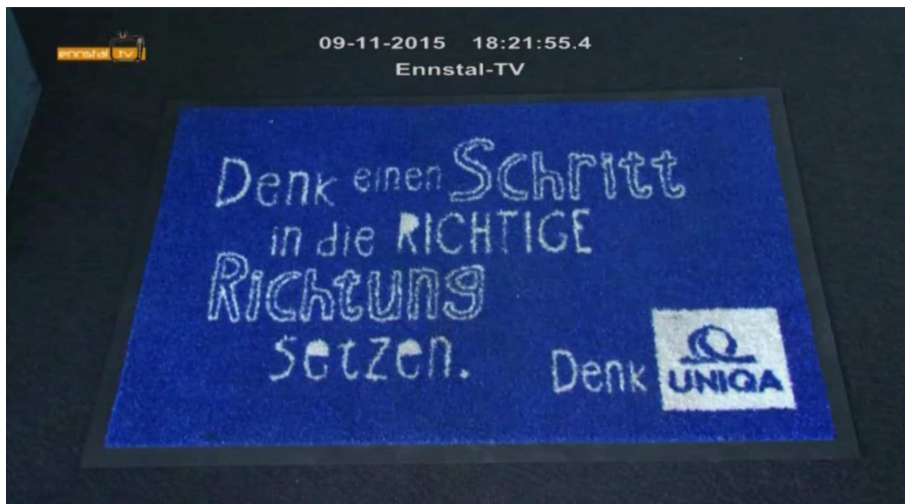 ennstal tv
09-11-2015 18:21:55.4
Ennstal-TV
Denk einen Schritt
in die RICHTIGE
Richtung
setzen.
Denk UNIQA